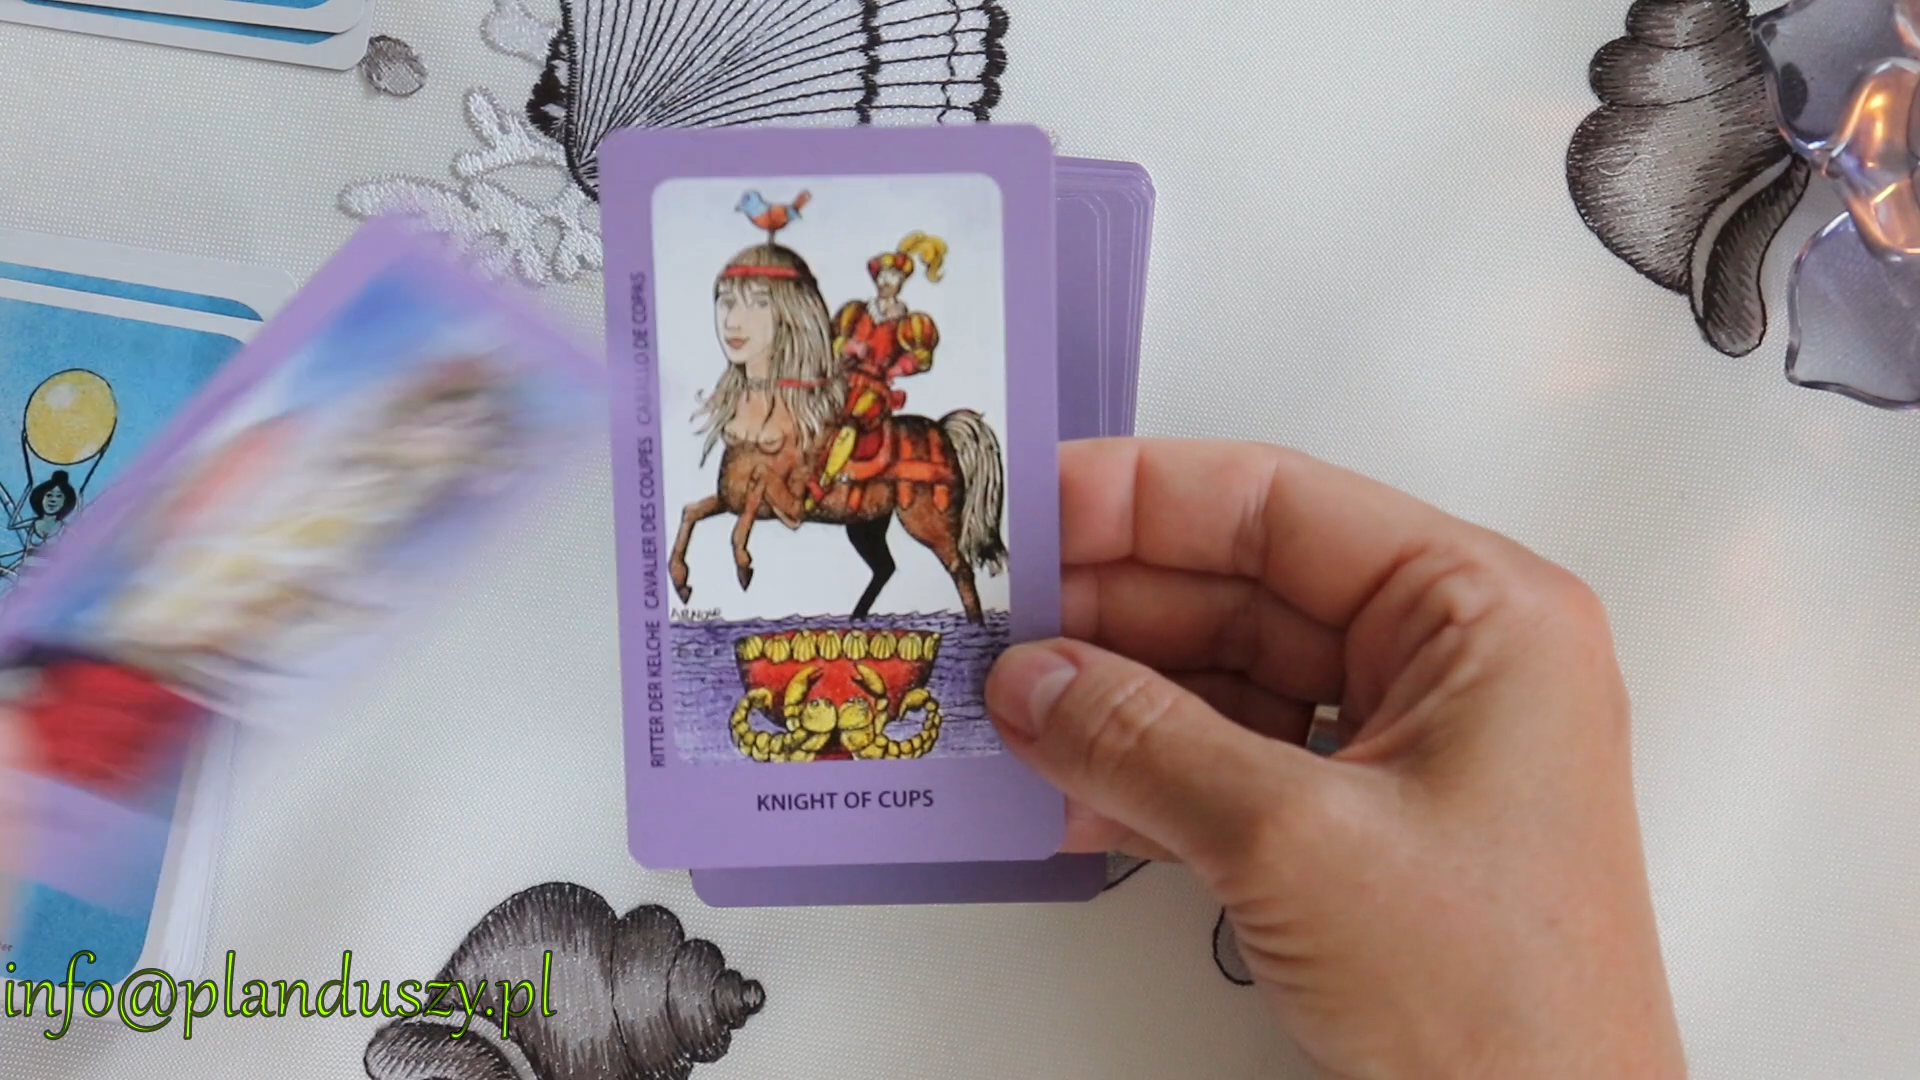 RITTER DER KELCHE CAVALIER DES COUPES CABALLO DE COPAS
KNIGHT OF CUPS
info@planduszy.pl